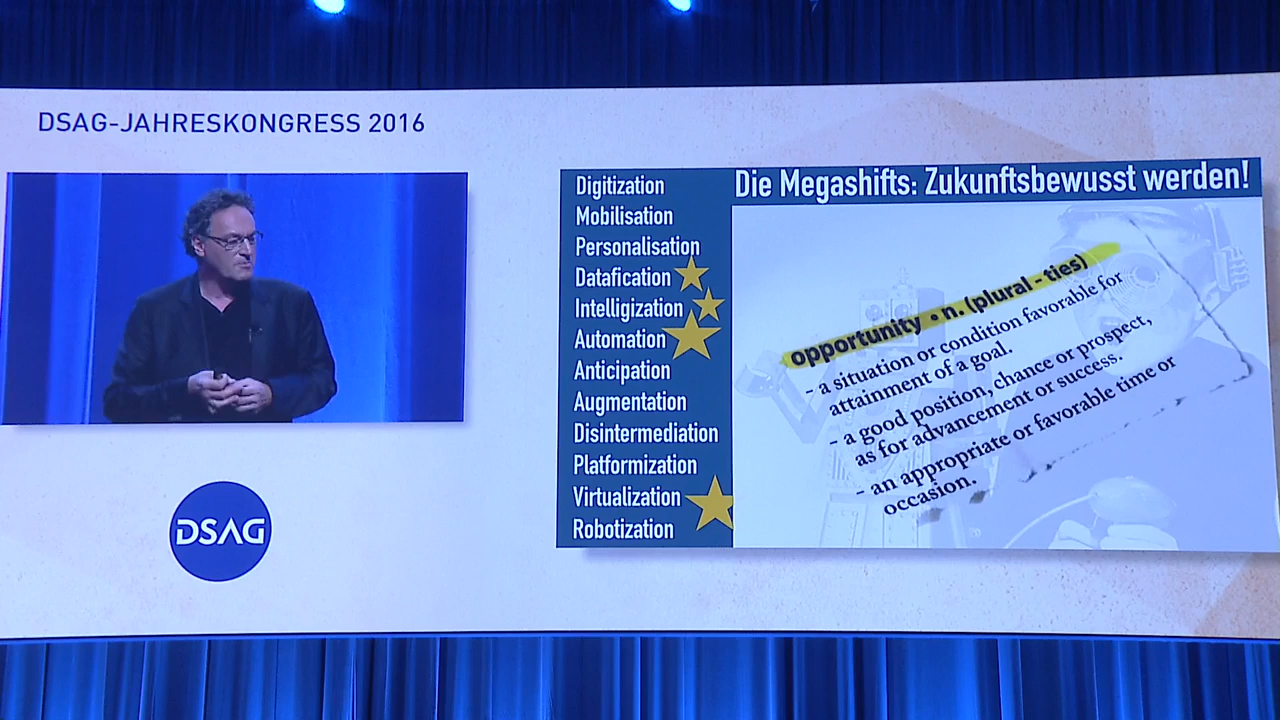 DSAG-JAHRESKONGRESS 2016
DSAG
Die Megashifts: Zukunftsbewusst werden!
Digitization
Mobilisation
Personalisation
Datafication
Intelligization
Automation
Anticipation
Augmentation
Disintermediation
Platformization
Virtualization
Robotization
opportunity • n. (plural - ties)
- a situation or condition favorable for
attainment of a goal.
- a good position, chance or prospect,
as for advancement or success.
- an appropriate or favorable time or
occasion.